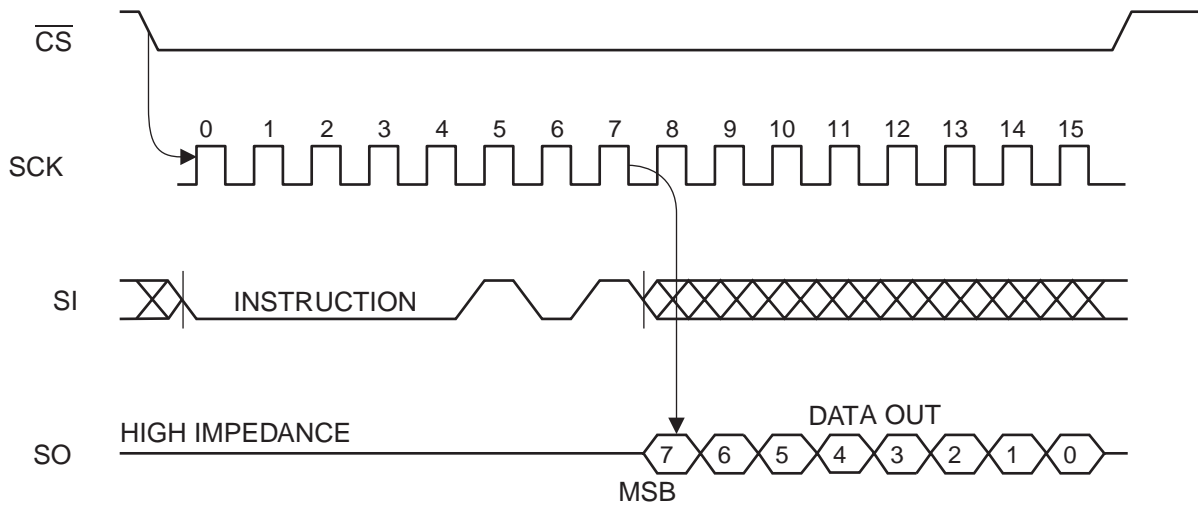 CS
0 1 2 3 4 5 6 7 8 9 10 11 12 13 14 15
SCK
SI
INSTRUCTION
HIGH IMPEDANCE
DATA OUT
SO
7 6 5 4 3 2 1 0
MSB